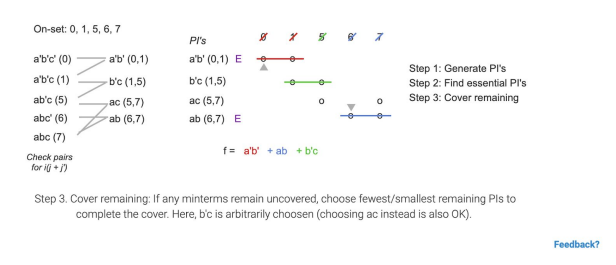 On-set: 0, 1, 5, 6, 7
PI's
0 1 5 6 7
a'b'c' (0) a'b' (0,1) a'b' (0,1) E o o
a'b'c (1) b'c (1,5) b'c (1,5) o o
ab'c (5) ac (5,7) ac (5,7) o o
abc' (6) ab (6,7) ab (6,7) E o o
abc (7)
Check pairs
for i(j + j')
Step 1: Generate PI's
Step 2: Find essential PI's
Step 3: Cover remaining
f = a'b' + ab + b'c
Step 3. Cover remaining: If any minterms remain uncovered, choose fewest/smallest remaining PIs to
complete the cover. Here, b'c is arbitrarily choosen (choosing ac instead is also OK).
Feedback?